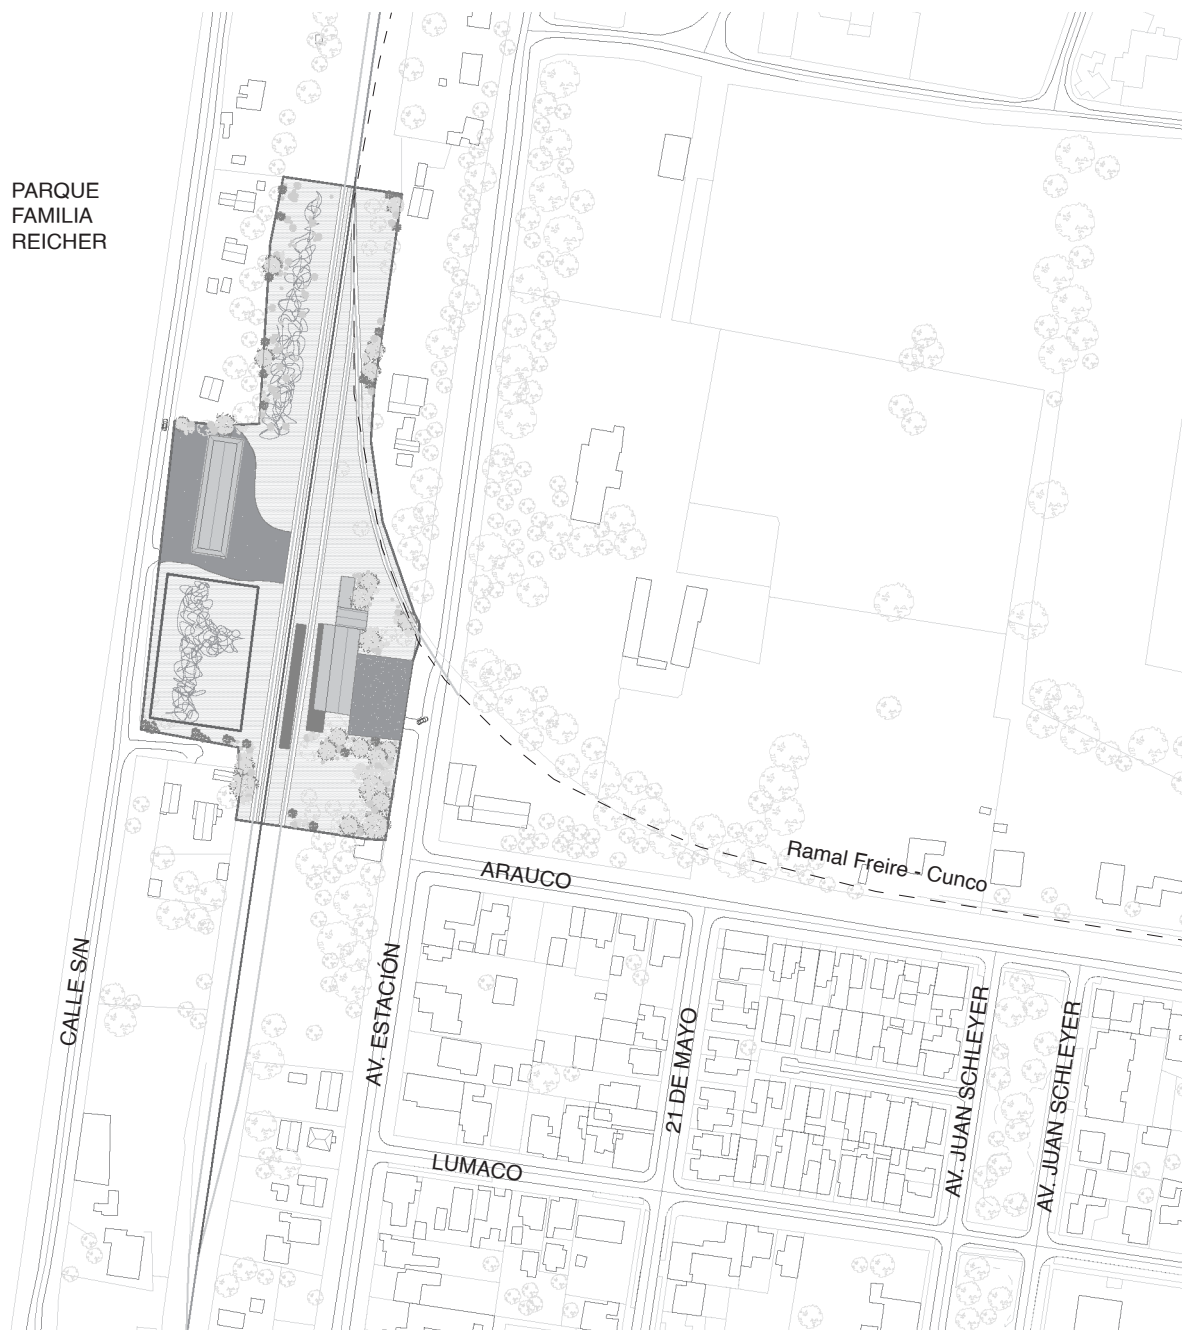 PARQUE
FAMILIA
REICHER
Ramal Freire - Cunco
ARAUCO
CALLE S/N
AV. ESTACIÓN
21 DE MAYO
AV. JUAN SCHLEYER
AV. JUAN SCHLEYER
LUMACO